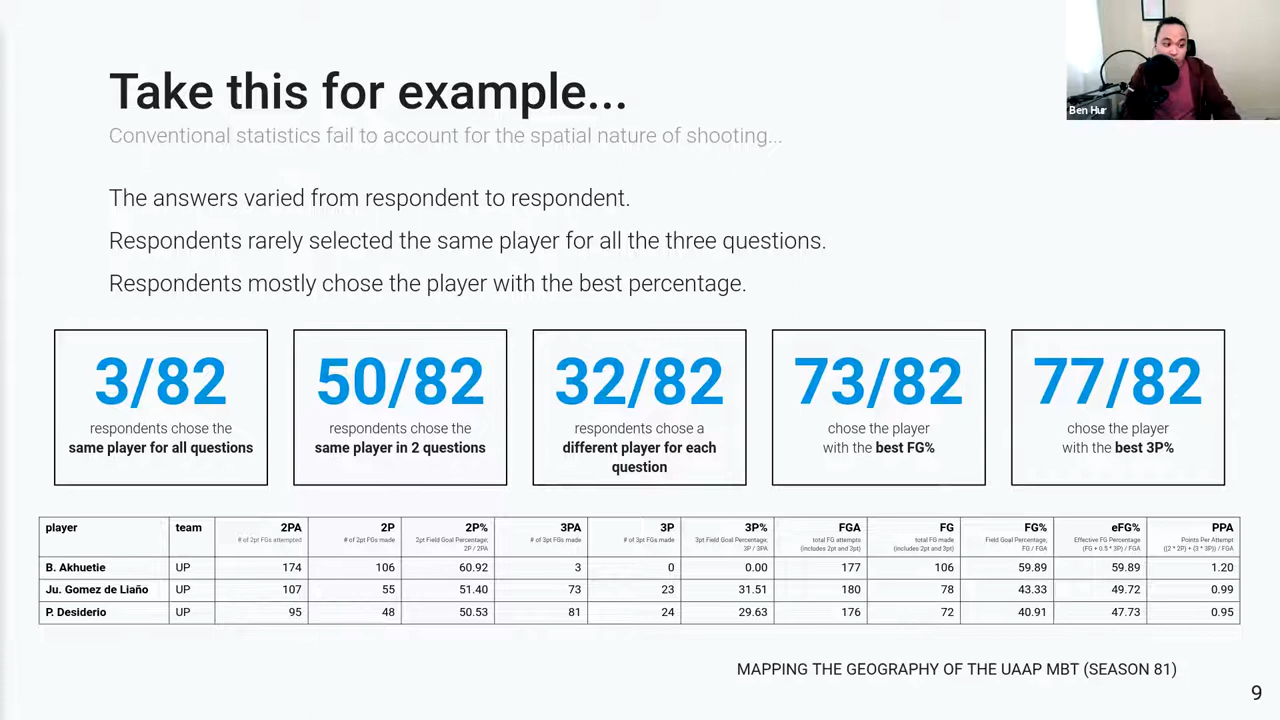 Ben Hur
Take this for example...
Conventional statistics fail to account for the spatial nature of shooting...
The answers varied from respondent to respondent.
Respondents rarely selected the same player for all the three questions.
Respondents mostly chose the player with the best percentage.
3/82
respondents chose the
same player for all questions
50/82
respondents chose the
same player in 2 questions
32/82
respondents chose a
different player for each
question
73/82
chose the player
with the best FG%
77/82
chose the player
with the best 3P%
player team 2PA 2P 2P% 3PA 3P 3P% FGA FG FG% eFG% PPA
# of 2pt FGs attempted # of 2pt FGs made 2pt Field Goal Percentage; # of 3pt FGs made # of 3pt FGs made 3pt Field Goal Percentage; total FG attempts total FG made Field Goal Percentage; Effective FG Percentage Points Per Attempt
2P / 2PA 3P / 3PA (includes 2pt and 3pt) (includes 2pt and 3pt) FG / FGA (FG + 0.5 * 3P) / FGA ((2 * 2P) + (3 * 3P)) / FGA
B. Akhuetie UP 174 106 60.92 3 0 0.00 177 106 59.89 59.89 1.20
Ju. Gomez de Liaño UP 107 55 51.40 73 23 31.51 180 78 43.33 49.72 0.99
P. Desiderio UP 95 48 50.53 81 24 29.63 176 72 40.91 47.73 0.95
MAPPING THE GEOGRAPHY OF THE UAAP MBT (SEASON 81)
9